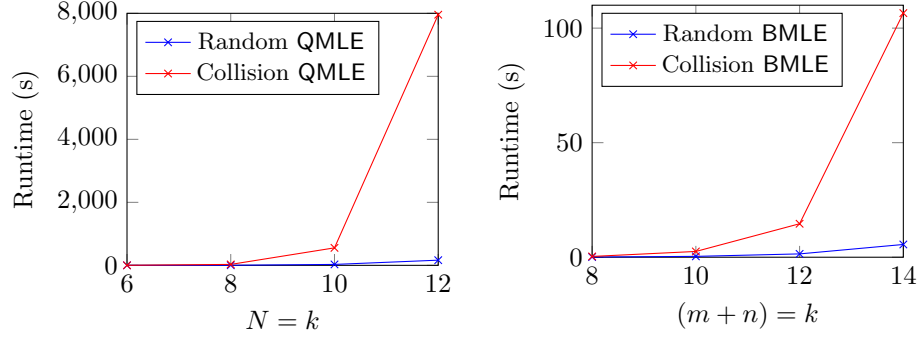 8,000
6,000
4,000
2,000
0
6
8
10
12
Runtime (s)
N = k
Random QMLE
Collision QMLE
100
50
0
8
10
12
14
Runtime (s)
(m + n) = k
Random BMLE
Collision BMLE